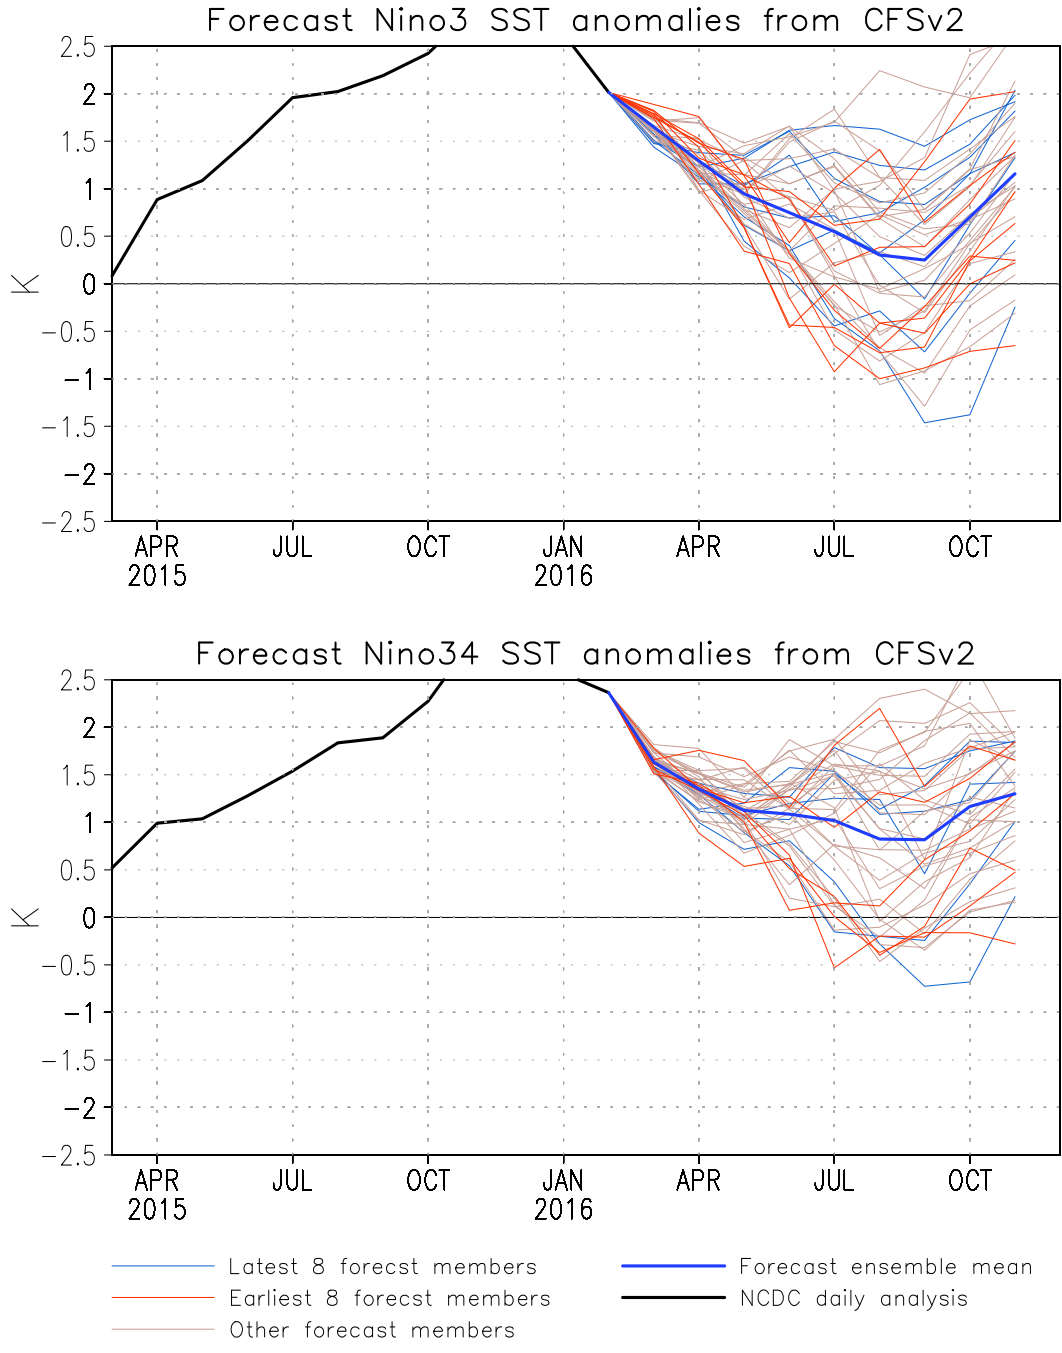 Forecast Nino3 SST anomalies from CFSv2
2.5
2
1.5
1
0.5
0
-0.5
-1
-1.5
-2
-2.5
K
APR JUL OCT JAN APR JUL OCT
2015 2016
Forecast Nino34 SST anomalies from CFSv2
2.5
2
1.5
1
0.5
0
-0.5
-1
-1.5
-2
-2.5
K
APR JUL OCT JAN APR JUL OCT
2015 2016
Latest 8 forecst members Forecast ensemble mean
Earliest 8 forecst members NCDC daily analysis
Other forecast members